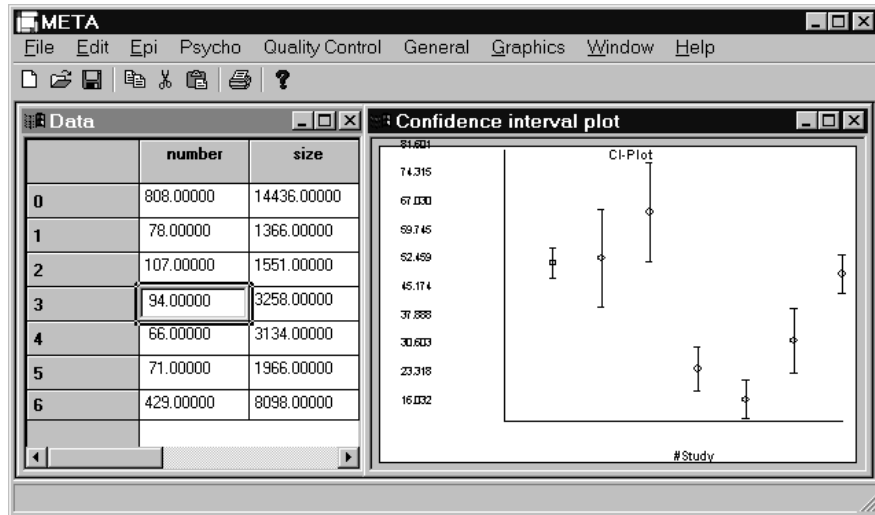 META
File Edit Epi Psycho Quality Control General Graphics Window Help
Data
number size
0 808.00000 14436.00000
1 78.00000 1366.00000
2 107.00000 1551.00000
3 94.00000 3258.00000
4 66.00000 3134.00000
5 71.00000 1966.00000
6 429.00000 8098.00000
Confidence interval plot
CI-Plot
81.601
74.315
67.030
59.745
52.459
45.174
37.888
30.603
23.318
16.032
#Study